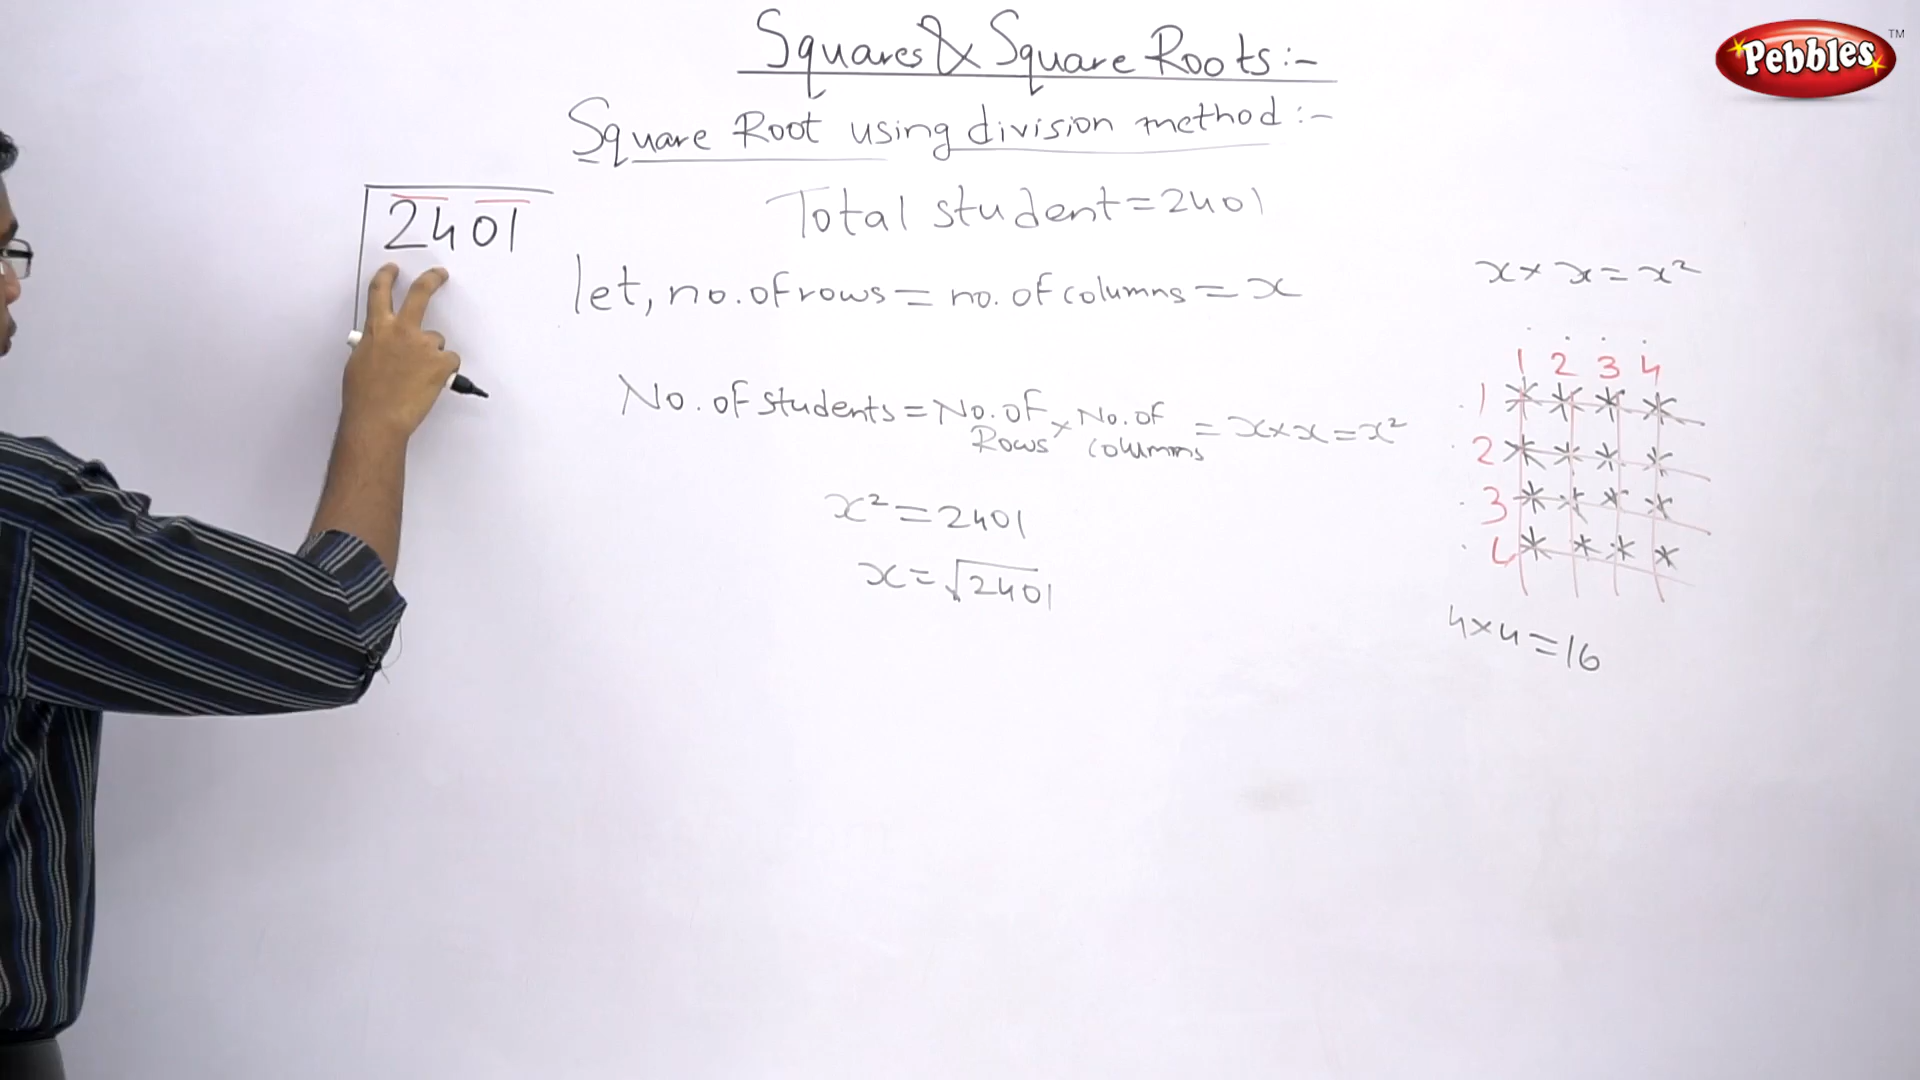 Squares & Square Roots:-
Pebbles TM
Square Root using division method:-
2401
Total student=2401
let, no. of rows = no. of columns = x
x × x = x²
1 2 3 4
1
2
3
4
No. of students = No. of Rows × No. of columns = x × x = x²
x² = 2401
x = √2401
4×4=16